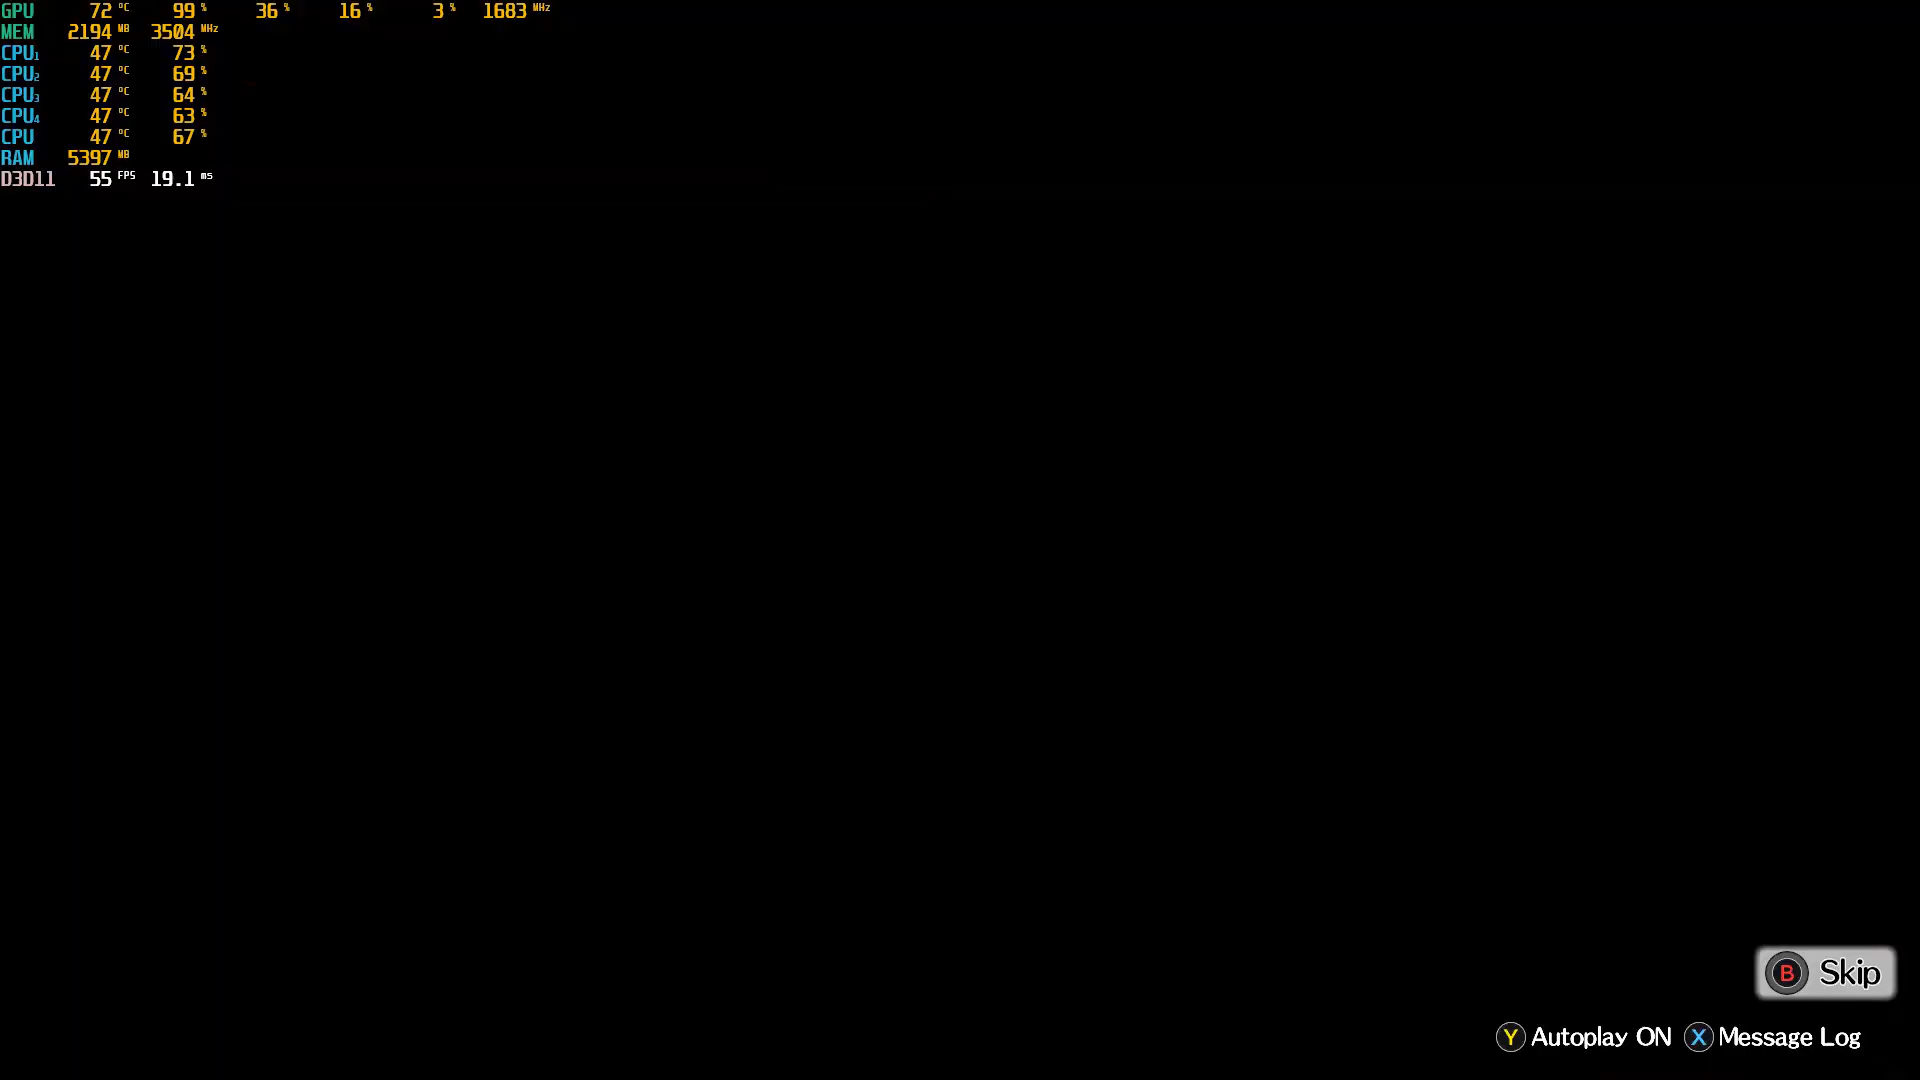 GPU 72 °C 99 % 36 % 16 % 3 % 1683 MHz
MEM 2194 MB 3504 MHz
CPU1 47 °C 73 %
CPU2 47 °C 69 %
CPU3 47 °C 64 %
CPU4 47 °C 63 %
CPU 47 °C 67 %
RAM 5397 MB
D3D11 55 FPS 19.1 ms
B Skip
Y Autoplay ON X Message Log